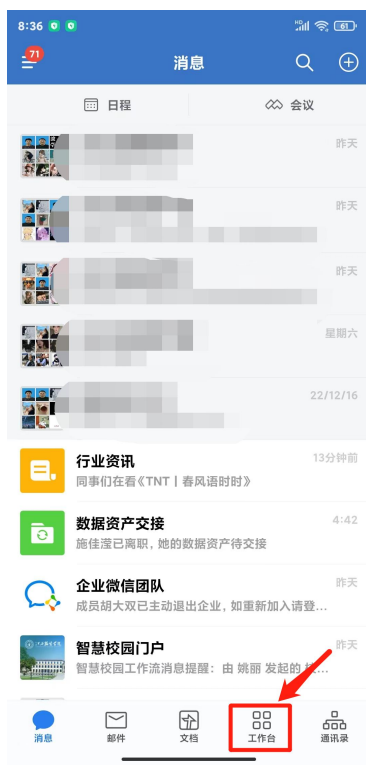 8:36
HD
61
71
消息
日程
会议
昨天
昨天
昨天
星期六
22/12/16
行业资讯
13分钟前
同事们在看《TNT丨春风语时时》
数据资产交接
4:42
施佳滢已离职，她的数据资产待交接
企业微信团队
昨天
成员胡大双已主动退出企业，如重新加入请登...
智慧校园门户
昨天
智慧校园工作流消息提醒：由 姚丽 发起的
消息
邮件
文档
工作台
通讯录